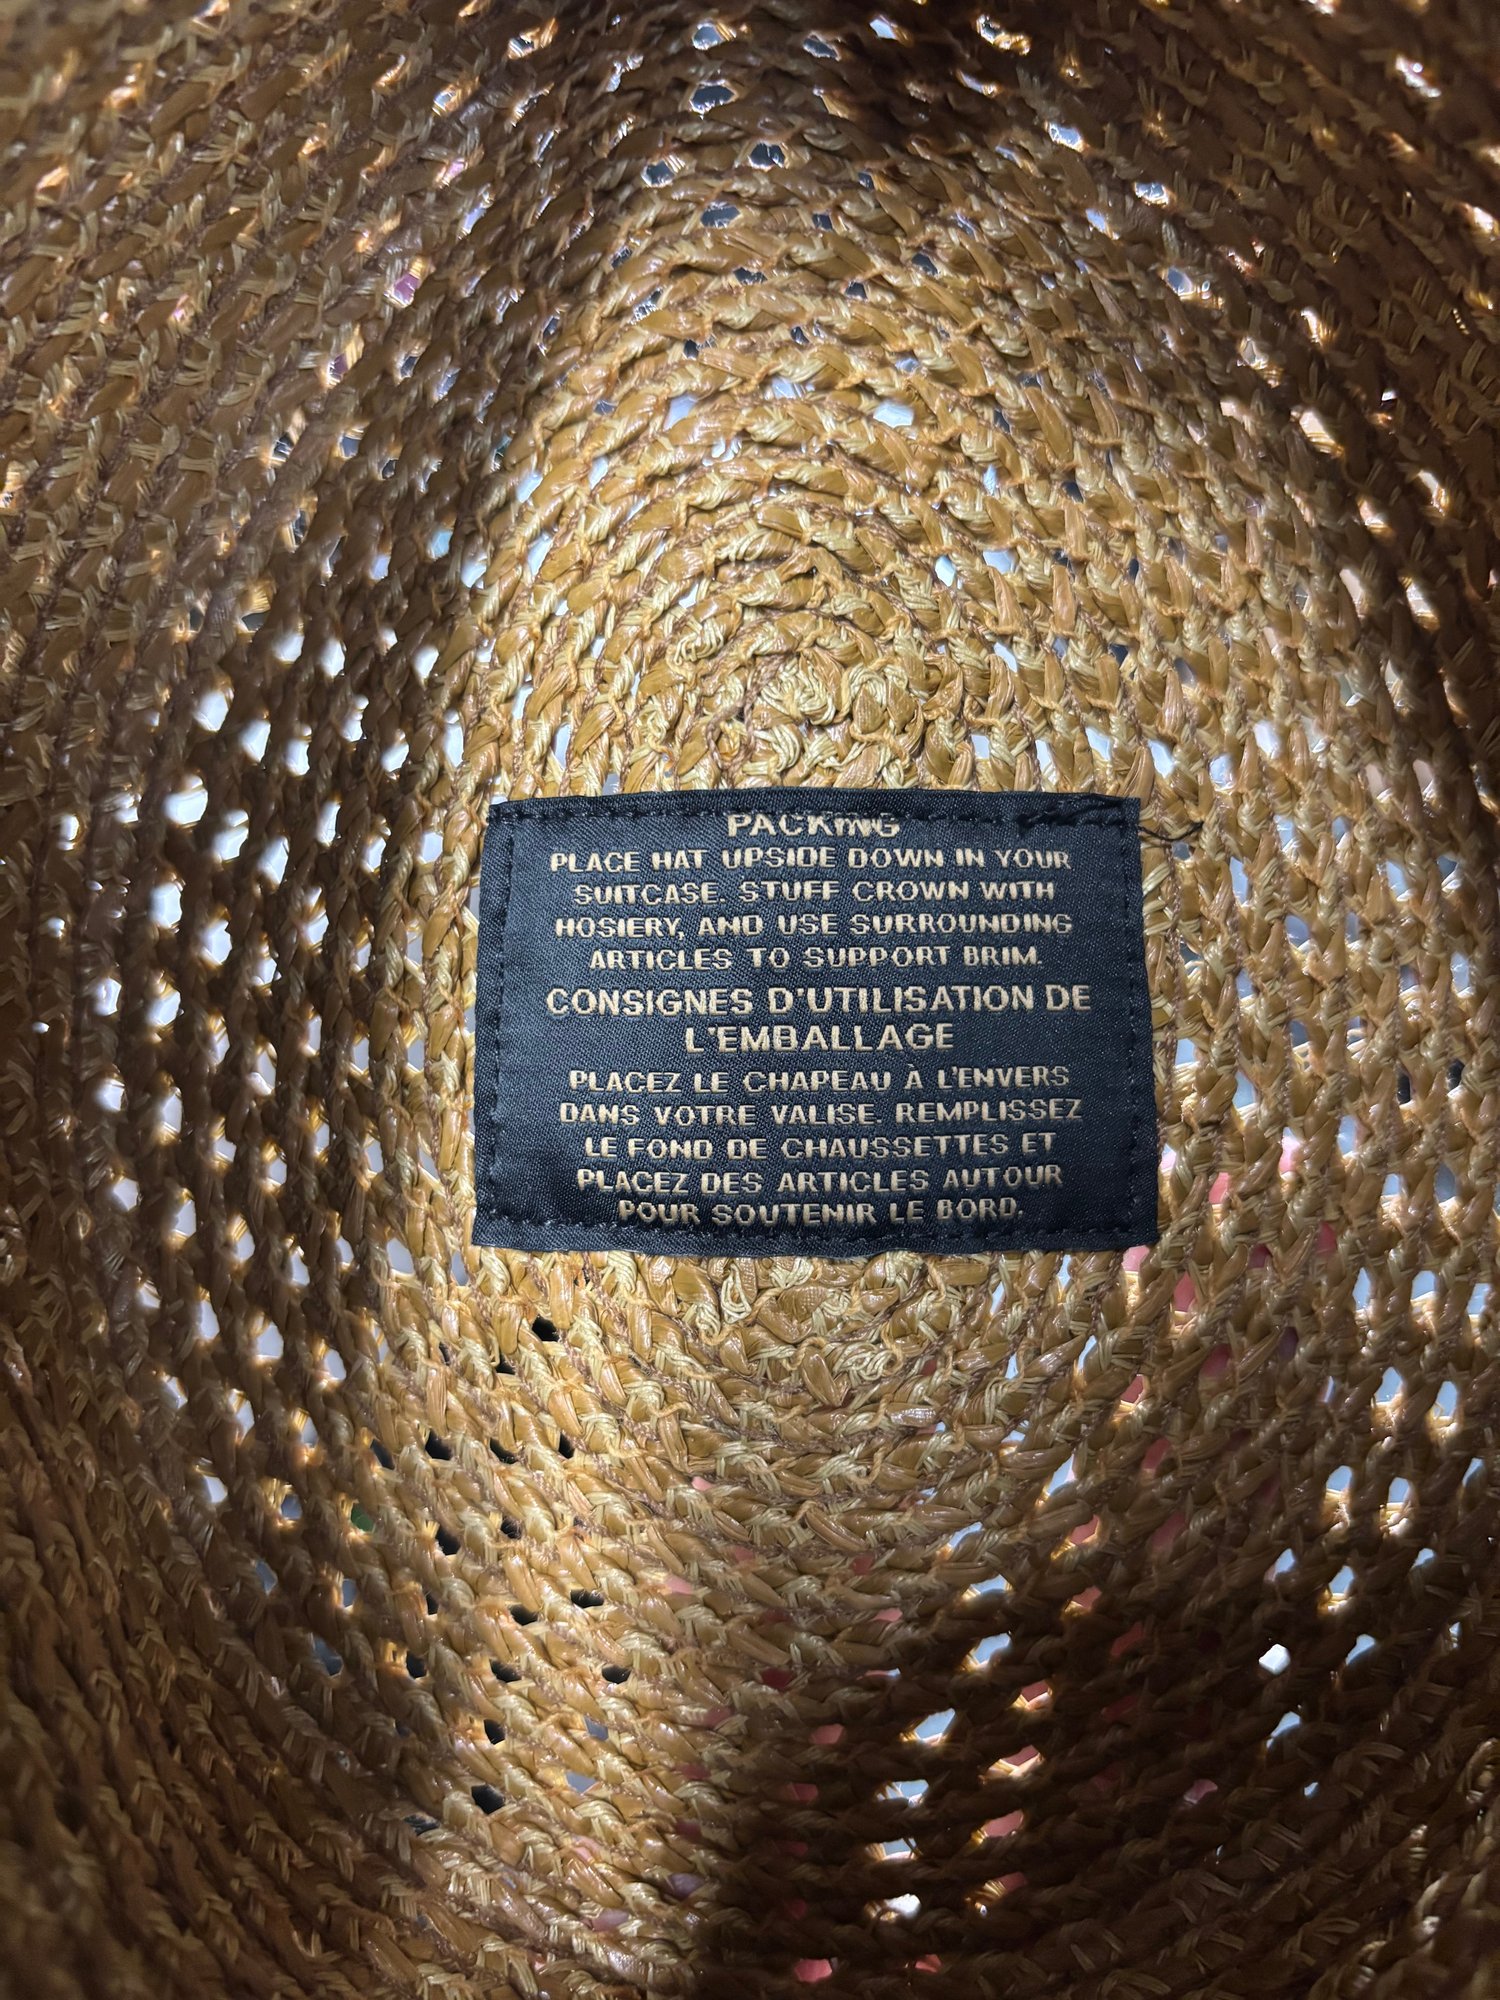 PACKING
PLACE HAT UPSIDE DOWN IN YOUR
SUITCASE. STUFF CROWN WITH
HOSIERY, AND USE SURROUNDING
ARTICLES TO SUPPORT BRIM.
CONSIGNES D'UTILISATION DE
L'EMBALLAGE
PLACEZ LE CHAPEAU À L'ENVERS
DANS VOTRE VALISE. REMPLISSEZ
LE FOND DE CHAUSSETTES ET
PLACEZ DES ARTICLES AUTOUR
POUR SOUTENIR LE BORD.